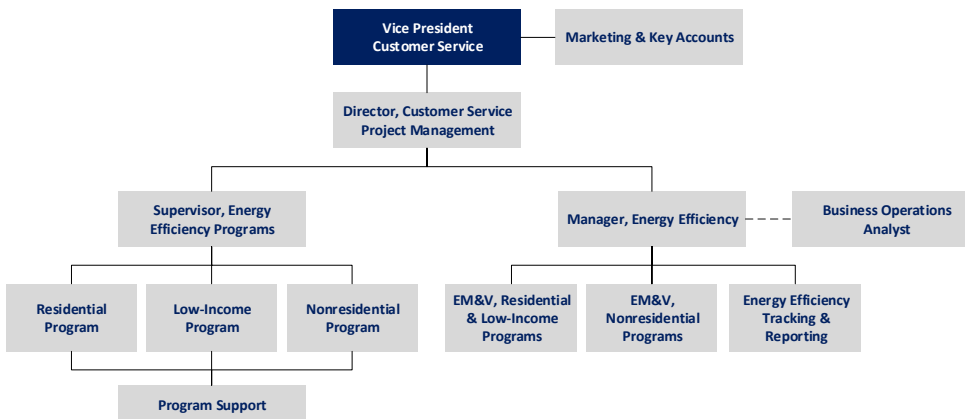 Vice President
Customer Service
Marketing & Key Accounts
Director, Customer Service
Project Management
Supervisor, Energy
Efficiency Programs
Manager, Energy Efficiency
Business Operations
Analyst
Residential
Program
Low-Income
Program
Nonresidential
Program
EM&V, Residential
& Low-Income
Programs
EM&V,
Nonresidential
Programs
Energy Efficiency
Tracking &
Reporting
Program Support